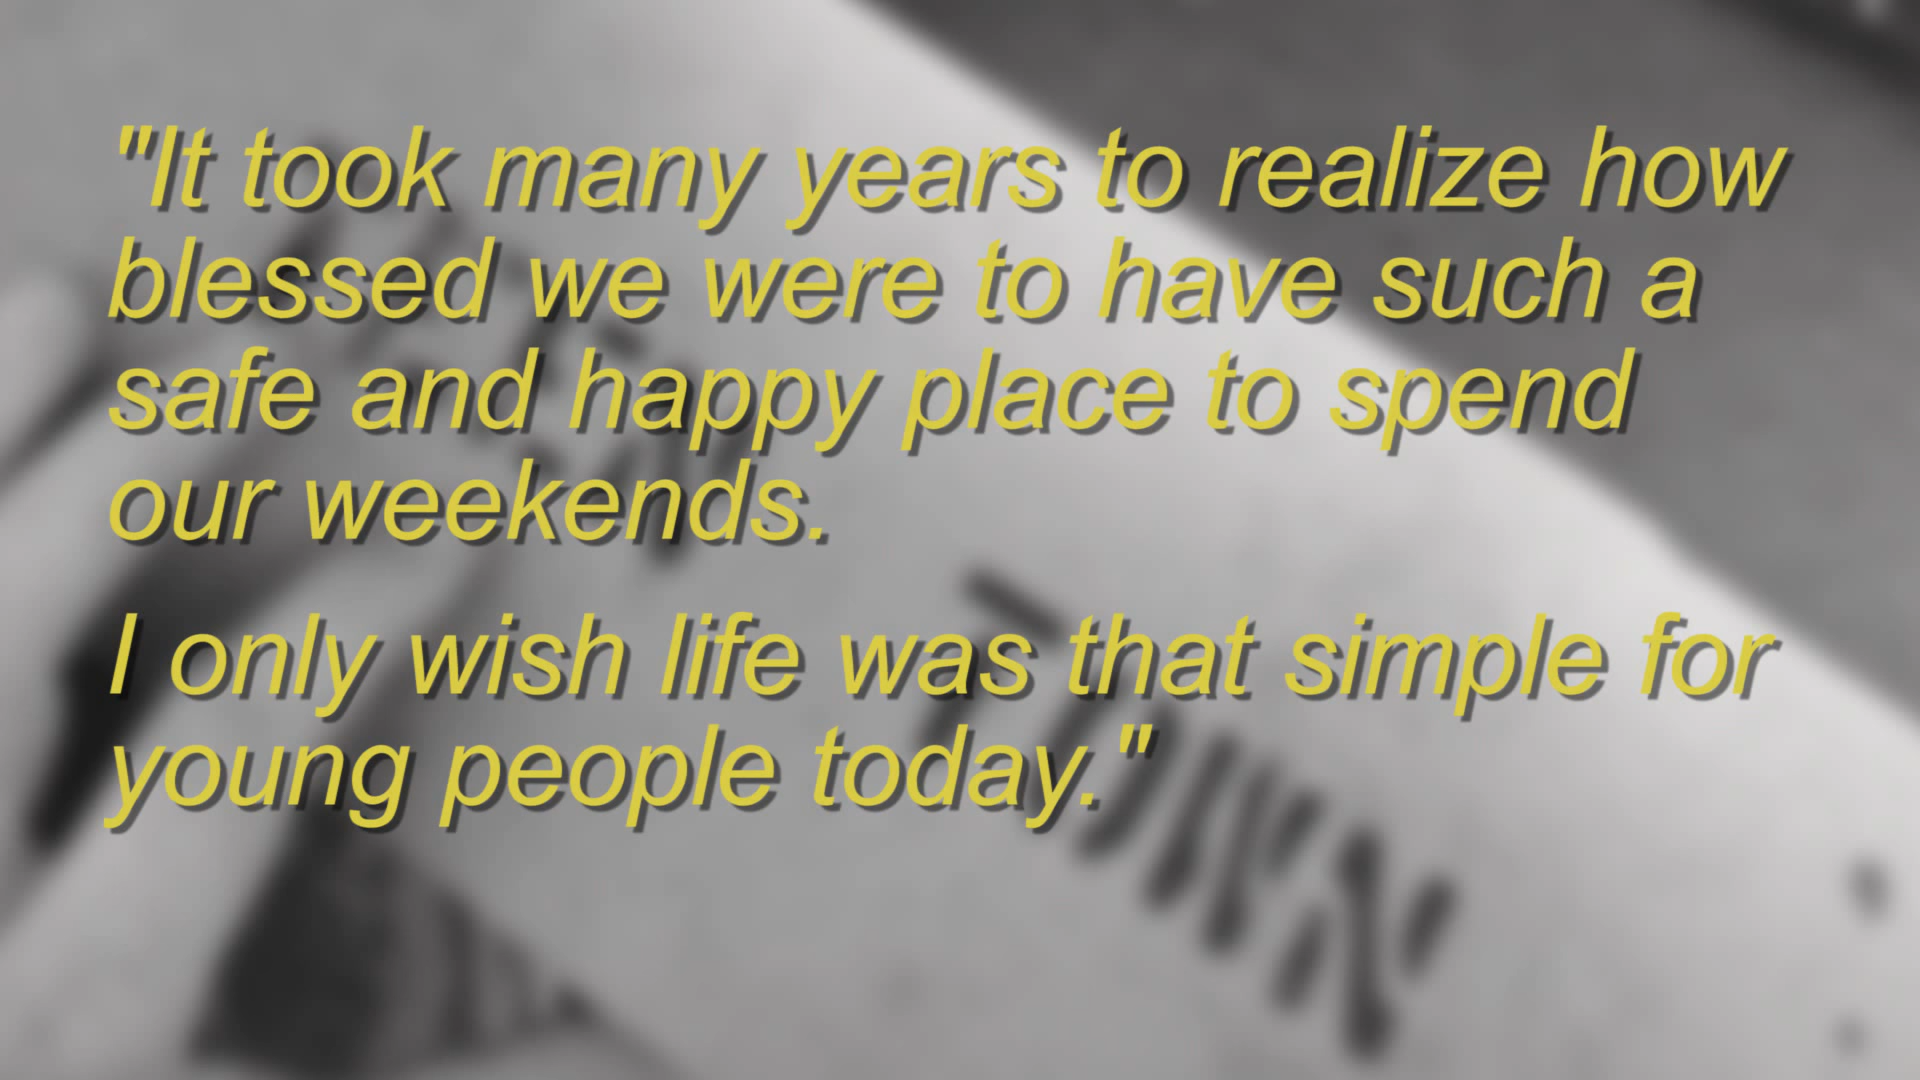 "It took many years to realize how
blessed we were to have such a
safe and happy place to spend
our weekends.
I only wish life was that simple for
young people today."
TOWN